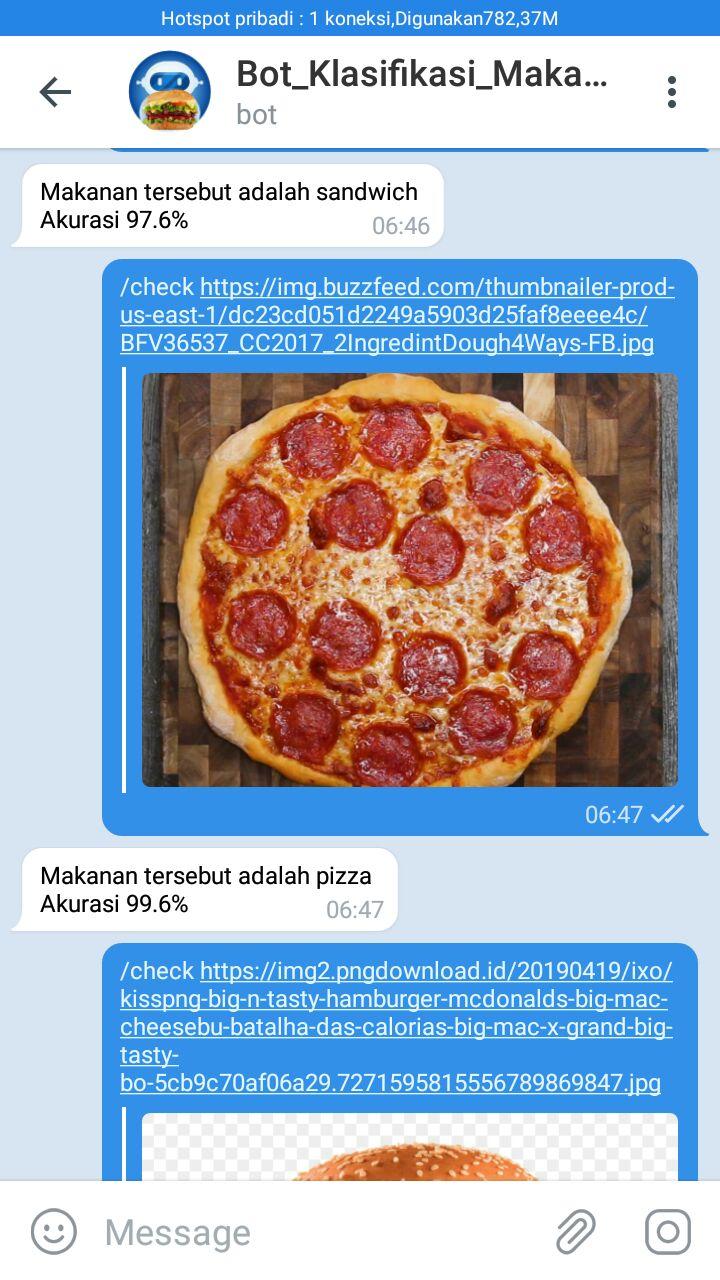 Hotspot pribadi : 1 koneksi,Digunakan782,37M
Bot_Klasifikasi_Maka...
bot
Makanan tersebut adalah sandwich
Akurasi 97.6%
06:46
/check https://img.buzzfeed.com/thumbnailer-prod-
us-east-1/dc23cd051d2249a5903d25faf8eeee4c/
BFV36537_CC2017_2IngredintDough4Ways-FB.jpg
06:47
Makanan tersebut adalah pizza
Akurasi 99.6%
06:47
/check https://img2.pngdownload.id/20190419/ixo/
kisspng-big-n-tasty-hamburger-mcdonalds-big-mac-
cheesebu-batalha-das-calorias-big-mac-x-grand-big-
tasty-
bo-5cb9c70af06a29.7271595815556789869847.jpg
Message